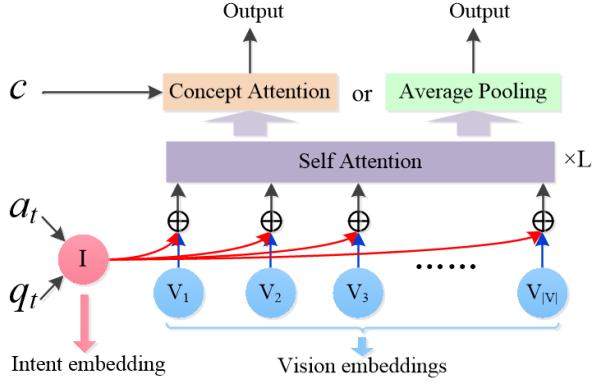 Output Output
c Concept Attention or Average Pooling
Self Attention ×L
a_t
⊕ ⊕ ⊕ ⊕
I
q_t V_1 V_2 V_3 ...... V_|V|
Intent embedding Vision embeddings